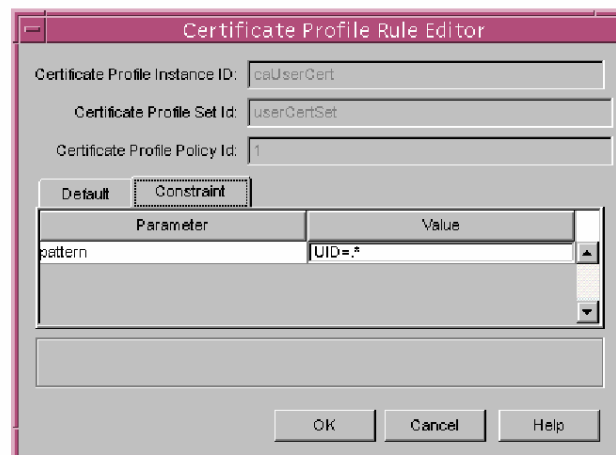 Certificate Profile Rule Editor
Certificate Profile Instance ID: caUserCert
Certificate Profile Set Id: userCertSet
Certificate Profile Policy Id: 1
Default Constraint
Parameter Value
pattern UID=.*
OK Cancel Help